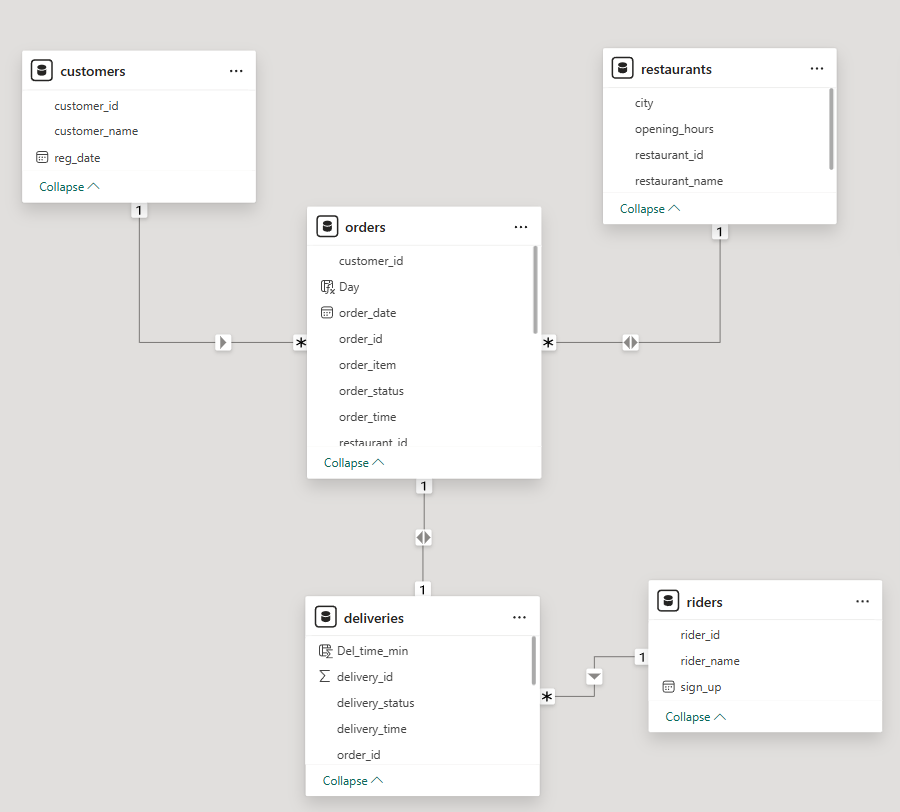 customers
...
customer_id
customer_name
reg_date
Collapse
1
restaurants
...
city
opening_hours
restaurant_id
restaurant_name
Collapse
1
orders
...
customer_id
Day
order_date
order_id
order_item
order_status
order_time
restaurant_id
Collapse
*
*
1
1
deliveries
...
Del_time_min
Σ delivery_id
delivery_status
delivery_time
order_id
Collapse
*
1
riders
...
rider_id
rider_name
sign_up
Collapse